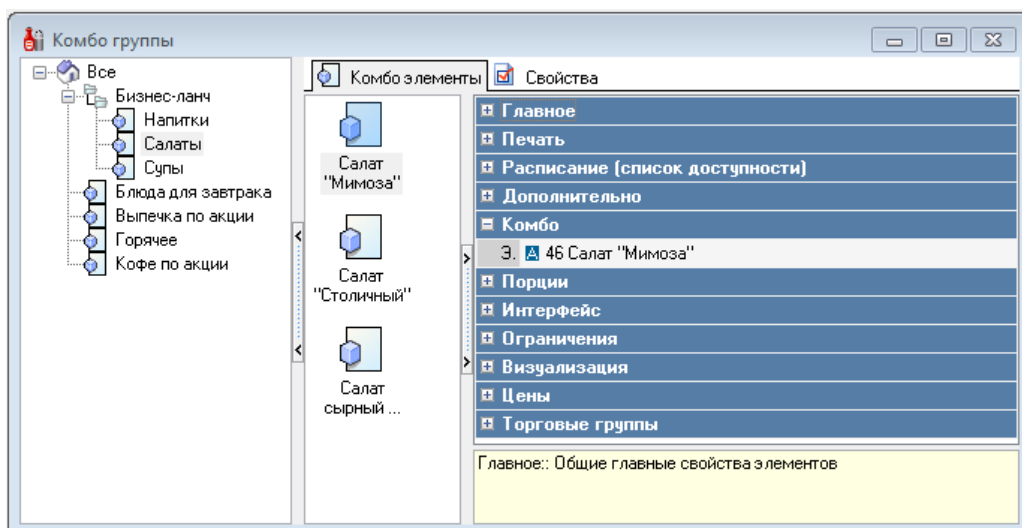 Комбо группы
Все
Бизнес-ланч
Напитки
Салаты
Супы
Блюда для завтрака
Выпечка по акции
Горячее
Кофе по акции
Комбо элементы
Свойства
Салат
"Мимоза"
Салат
"Столичный"
Салат
сырный ...
Главное
Печать
Расписание (список доступности)
Дополнительно
Комбо
Э. А 46 Салат "Мимоза"
Порции
Интерфейс
Ограничения
Визуализация
Цены
Торговые группы
Главное:: Общие главные свойства элементов